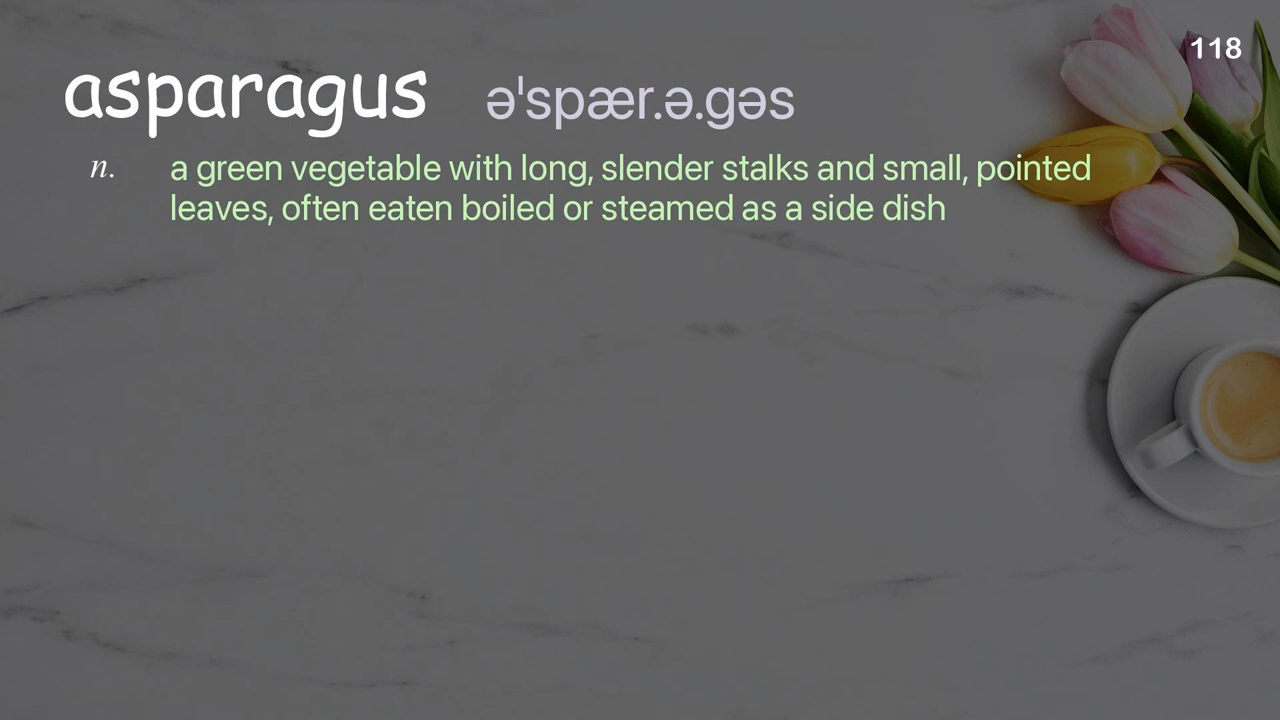 118
asparagus əˈspær.ə.gəs
n. a green vegetable with long, slender stalks and small, pointed
leaves, often eaten boiled or steamed as a side dish